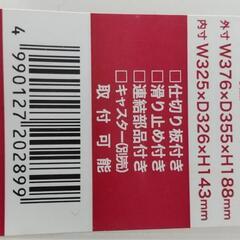 外寸 W376×D355×H188mm
内寸 W325×D326×H143mm
□仕切り板付き
□滑り止め付き
□連結部品付き
□キャスター(別売)
取付可能
4 990127 202899